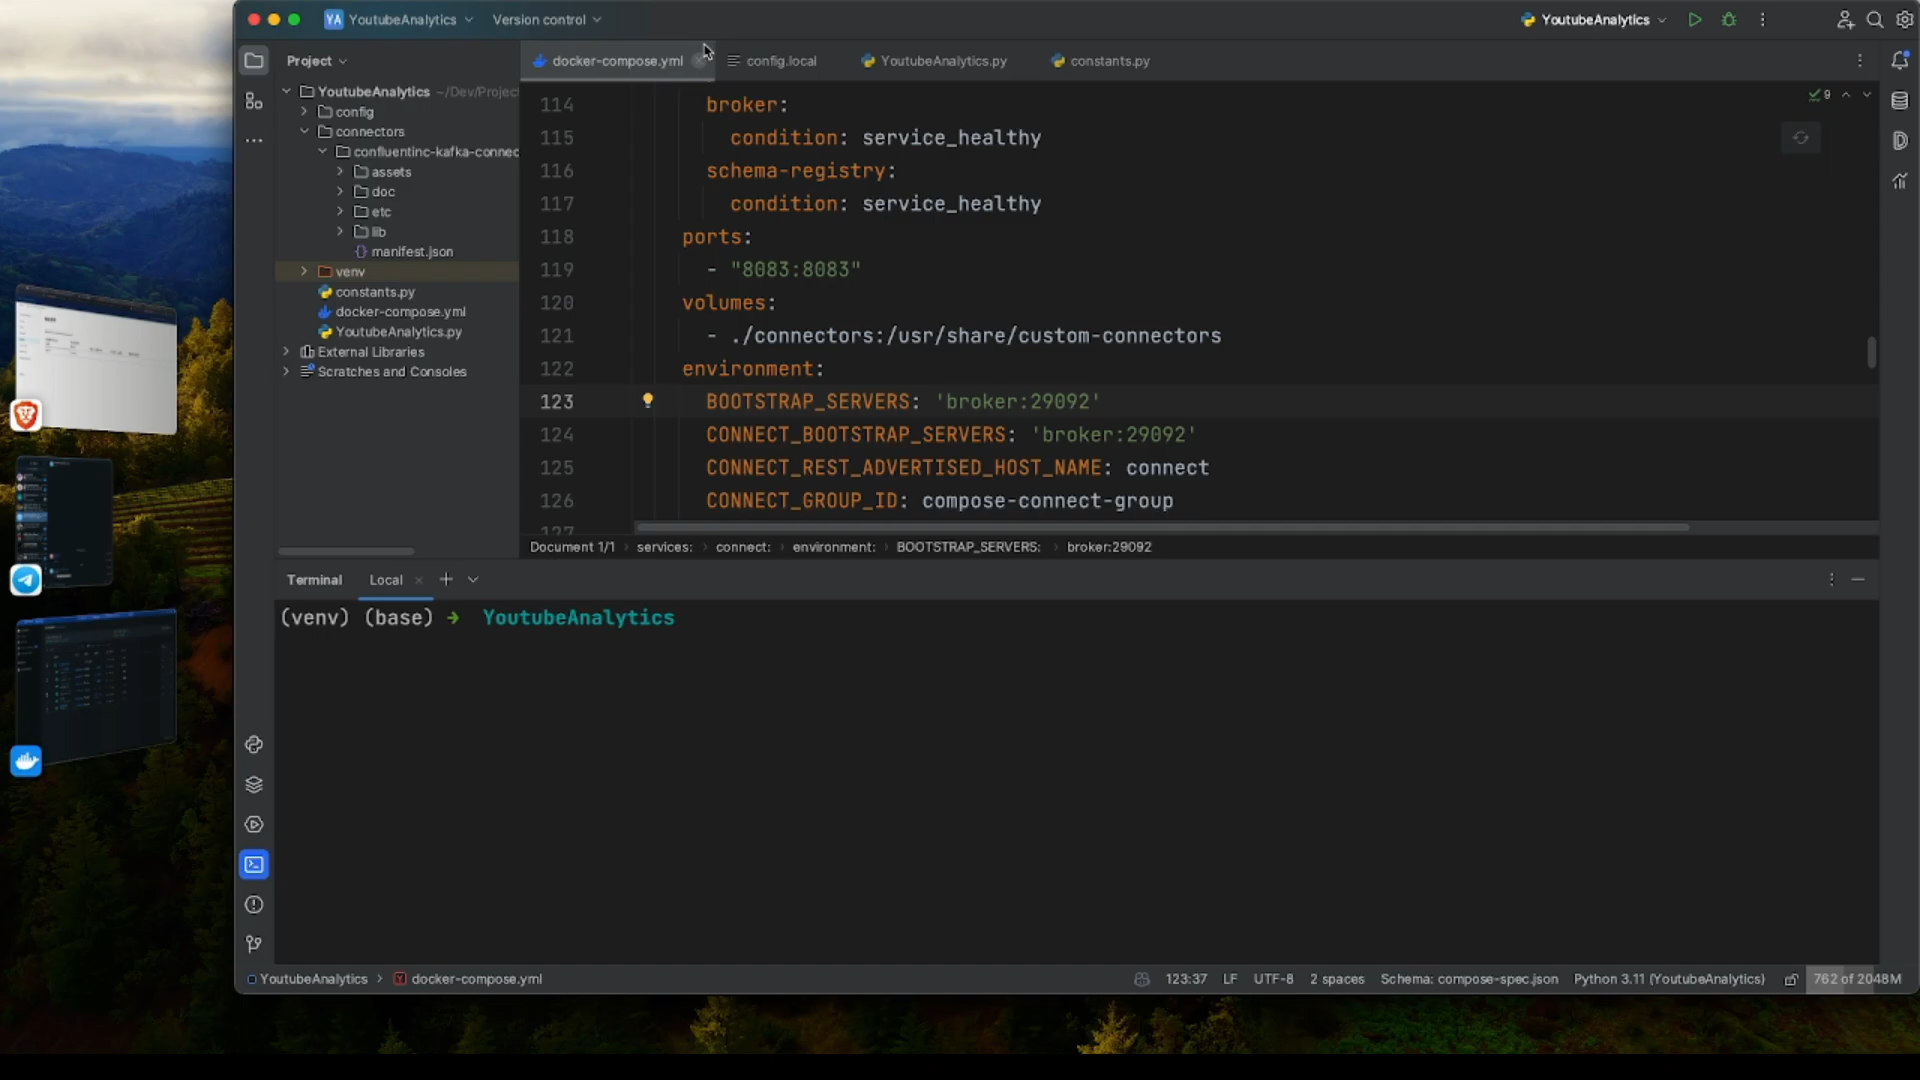 YA YoutubeAnalytics
Version control
YoutubeAnalytics
Project
docker-compose.yml
config.local
YoutubeAnalytics.py
constants.py
YoutubeAnalytics ~/Dev/Projec
config
connectors
confluentinc-kafka-connec
assets
doc
etc
lib
manifest.json
venv
constants.py
docker-compose.yml
YoutubeAnalytics.py
External Libraries
Scratches and Consoles
9
114 broker:
115 condition: service_healthy
116 schema-registry:
117 condition: service_healthy
118 ports:
119 - "8083:8083"
120 volumes:
121 - ./connectors:/usr/share/custom-connectors
122 environment:
123 BOOTSTRAP_SERVERS: 'broker:29092'
124 CONNECT_BOOTSTRAP_SERVERS: 'broker:29092'
125 CONNECT_REST_ADVERTISED_HOST_NAME: connect
126 CONNECT_GROUP_ID: compose-connect-group
127
Document 1/1 › services: › connect: › environment: › BOOTSTRAP_SERVERS: › broker:29092
Terminal
Local
(venv) (base) → YoutubeAnalytics
YoutubeAnalytics › docker-compose.yml
123:37 LF UTF-8 2 spaces Schema: compose-spec.json Python 3.11 (YoutubeAnalytics) 762 of 2048M